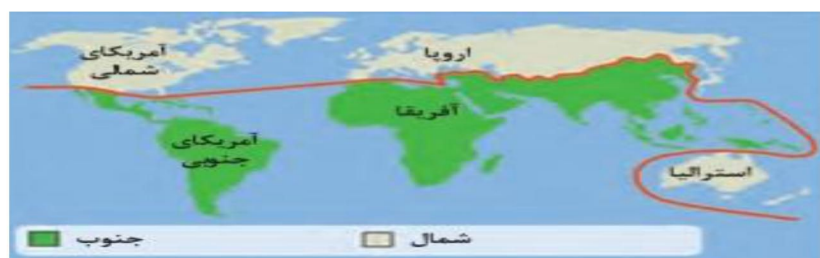 آمریکای
شمالی
اروپا
آفریقا
آمریکای
جنوبی
استرالیا
شمال
جنوب